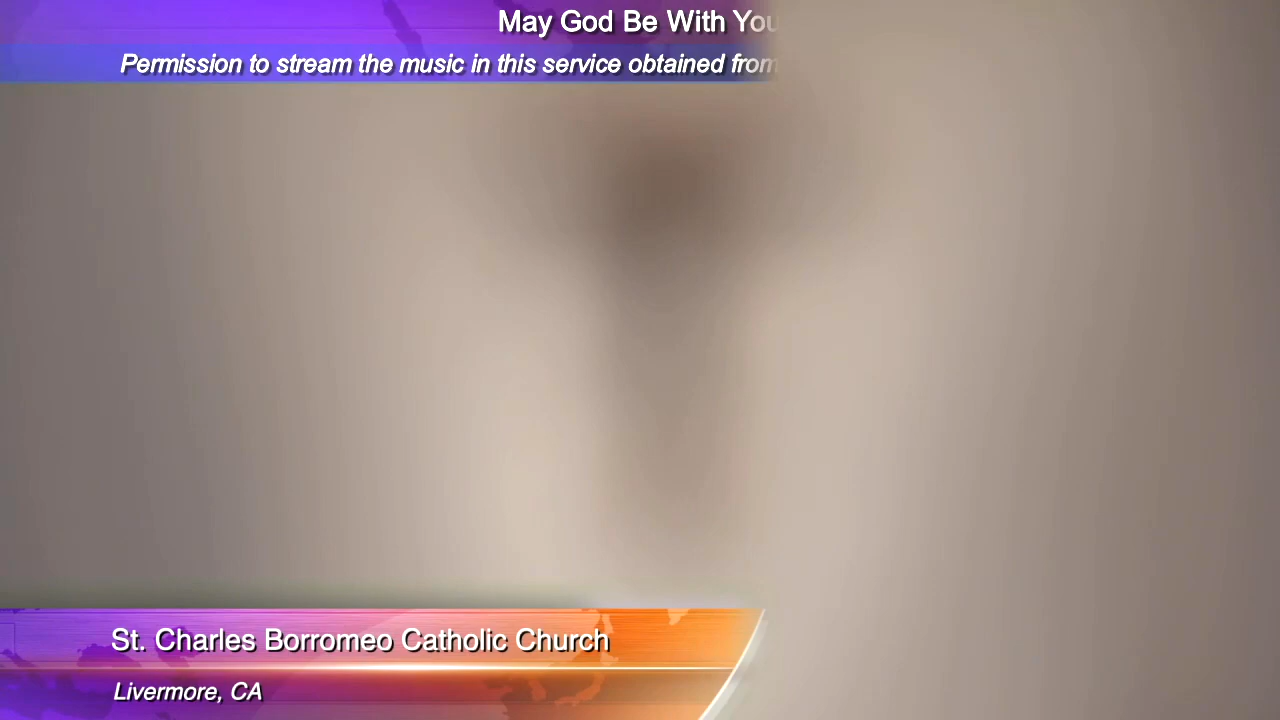 May God Be With You
Permission to stream the music in this service obtained from
St. Charles Borromeo Catholic Church
Livermore, CA